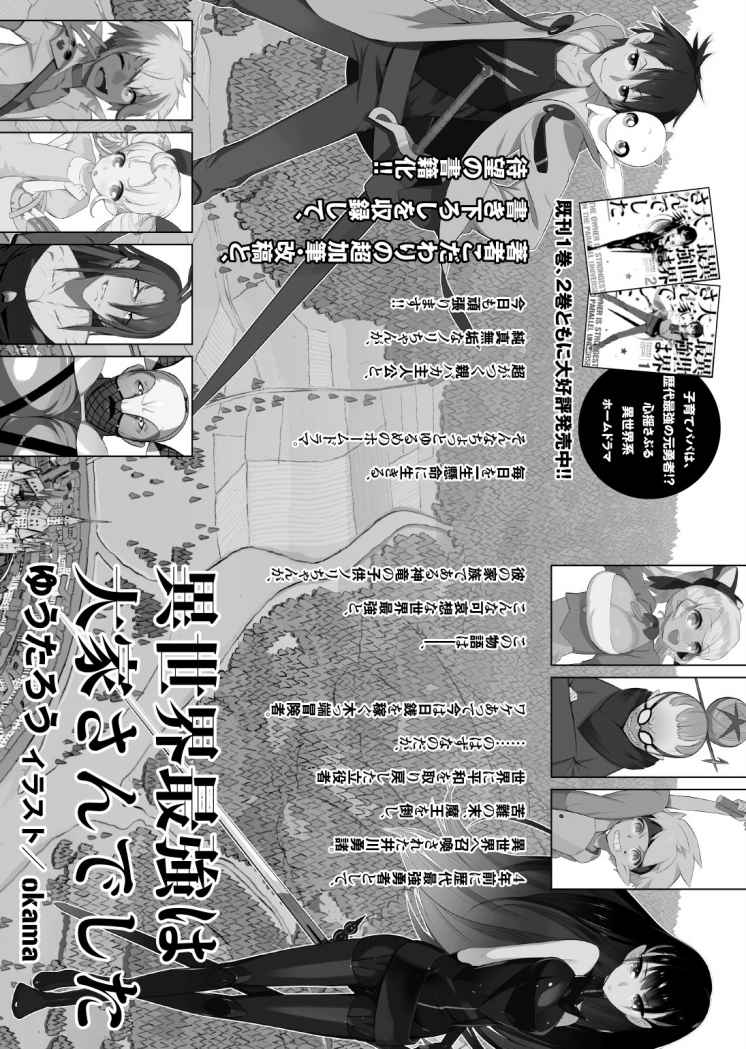 異世界最強は
大家さんでした
ゆうたろう イラスト/okama
4年前に歴代最強勇者として、
異世界へ召喚された井川勇諸。
苦難の末、魔王を倒し、
世界に平和を取り戻した立役者
……のはずなのだが、
ワケあって今は日銭を稼ぐ木っ端冒険者。
この物語は、――
こんな可哀想な世界最強と、
彼の家族である神竜の子供ノリちゃんが、
毎日を一生懸命に生きる、
そんなちょっとゆるめのホームドラマ。
超がつく親バカ主人公と、
純真無垢なノリちゃんが、
今日も頑張ります!!
著者こだわりの超加筆・改稿と、
書き下ろしを収録して、
待望の書籍化!!
既刊1巻、2巻ともに大好評発売中!!
子育てパパは、
歴代最強の元勇者!?
心揺さぶる
異世界系
ホームドラマ